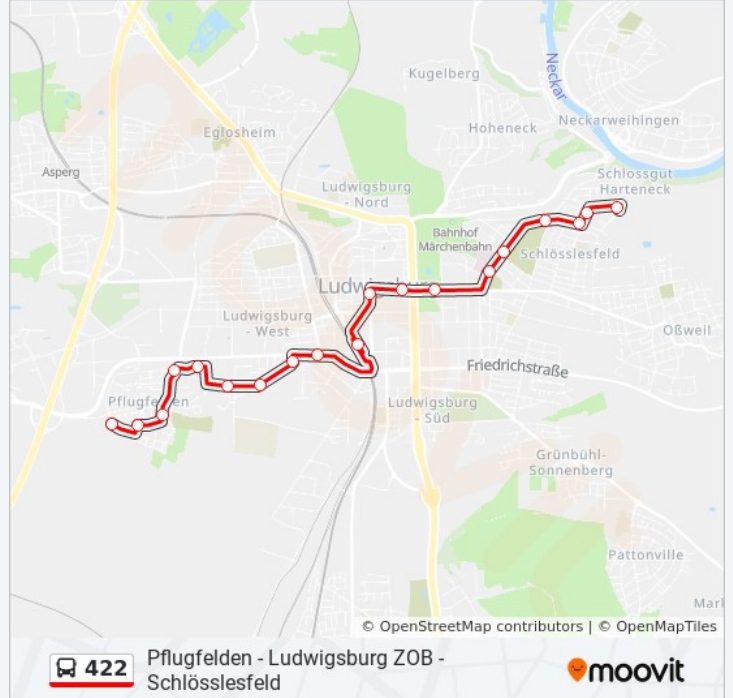 Kugelberg
Neckar
Hoheneck
Neckarweihingen
Eglosheim
Asperg
Schlossgut
Harteneck
Ludwigsburg
- Nord
Bahnhof
Märchenbahn
Schlösslesfeld
Ludwigsburg
Ludwigsburg
- West
Oßweil
Friedrichstraße
Pflugfelden
Ludwigsburg
- Süd
Grünbühl-
Sonnenberg
Pattonville
© OpenStreetMap contributors | © OpenMapTiles
422
Pflugfelden - Ludwigsburg ZOB -
Schlösslesfeld
moovit